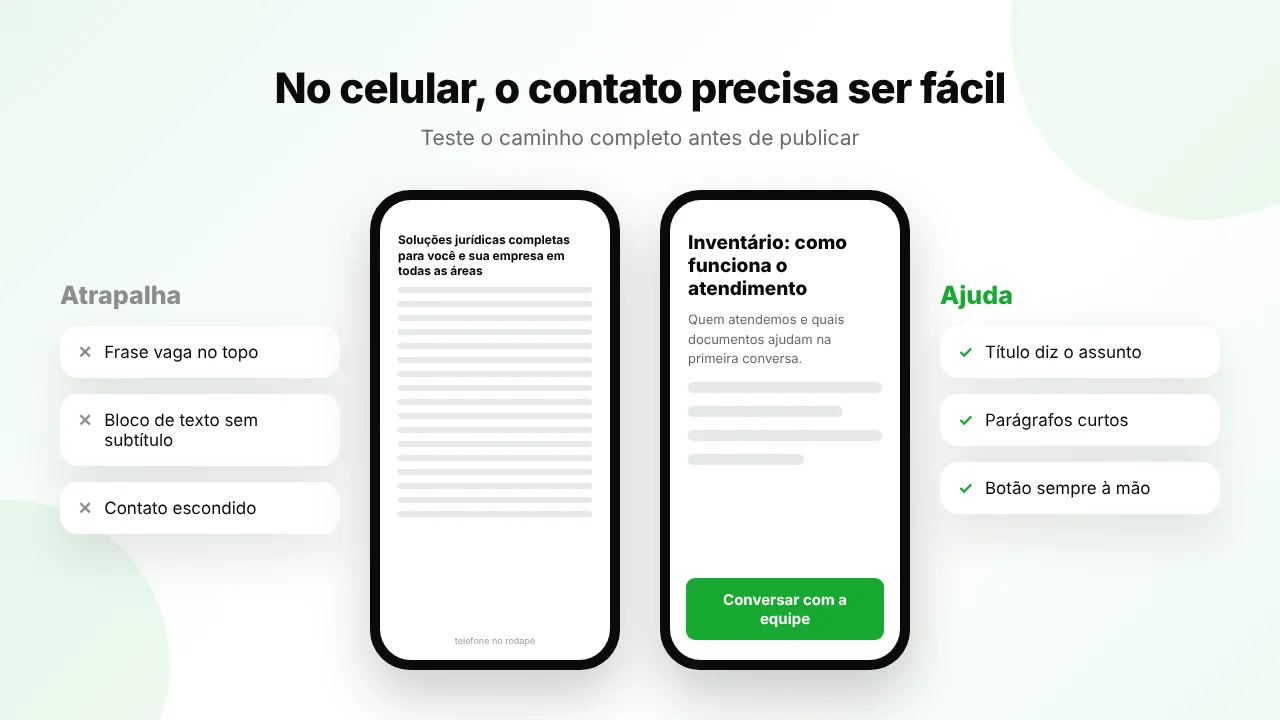 No celular, o contato precisa ser fácil
Teste o caminho completo antes de publicar
Atrapalha
✕ Frase vaga no topo
✕ Bloco de texto sem
subtítulo
✕ Contato escondido
Soluções jurídicas completas
para você e sua empresa em
todas as áreas
telefone no rodapé
Inventário: como
funciona o
atendimento
Quem atendemos e quais
documentos ajudam na
primeira conversa.
Conversar com a
equipe
Ajuda
✓ Título diz o assunto
✓ Parágrafos curtos
✓ Botão sempre à mão